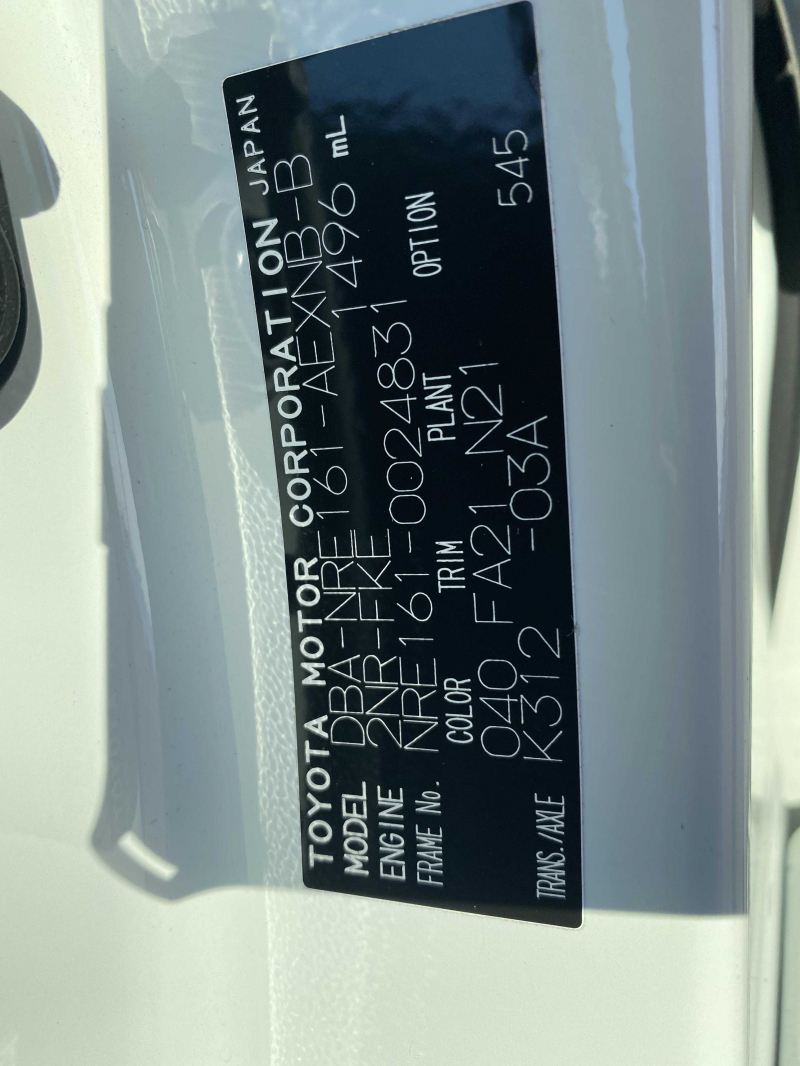 TOYOTA MOTOR CORPORATION JAPAN
MODEL DBA-NRE161-AEXNB-B
ENGINE 2NR-FKE 1496 mL
FRAME No. NRE161-0024831
COLOR TRIM PLANT OPTION
040 FA21 N21 545
TRANS./AXLE K312 -03A